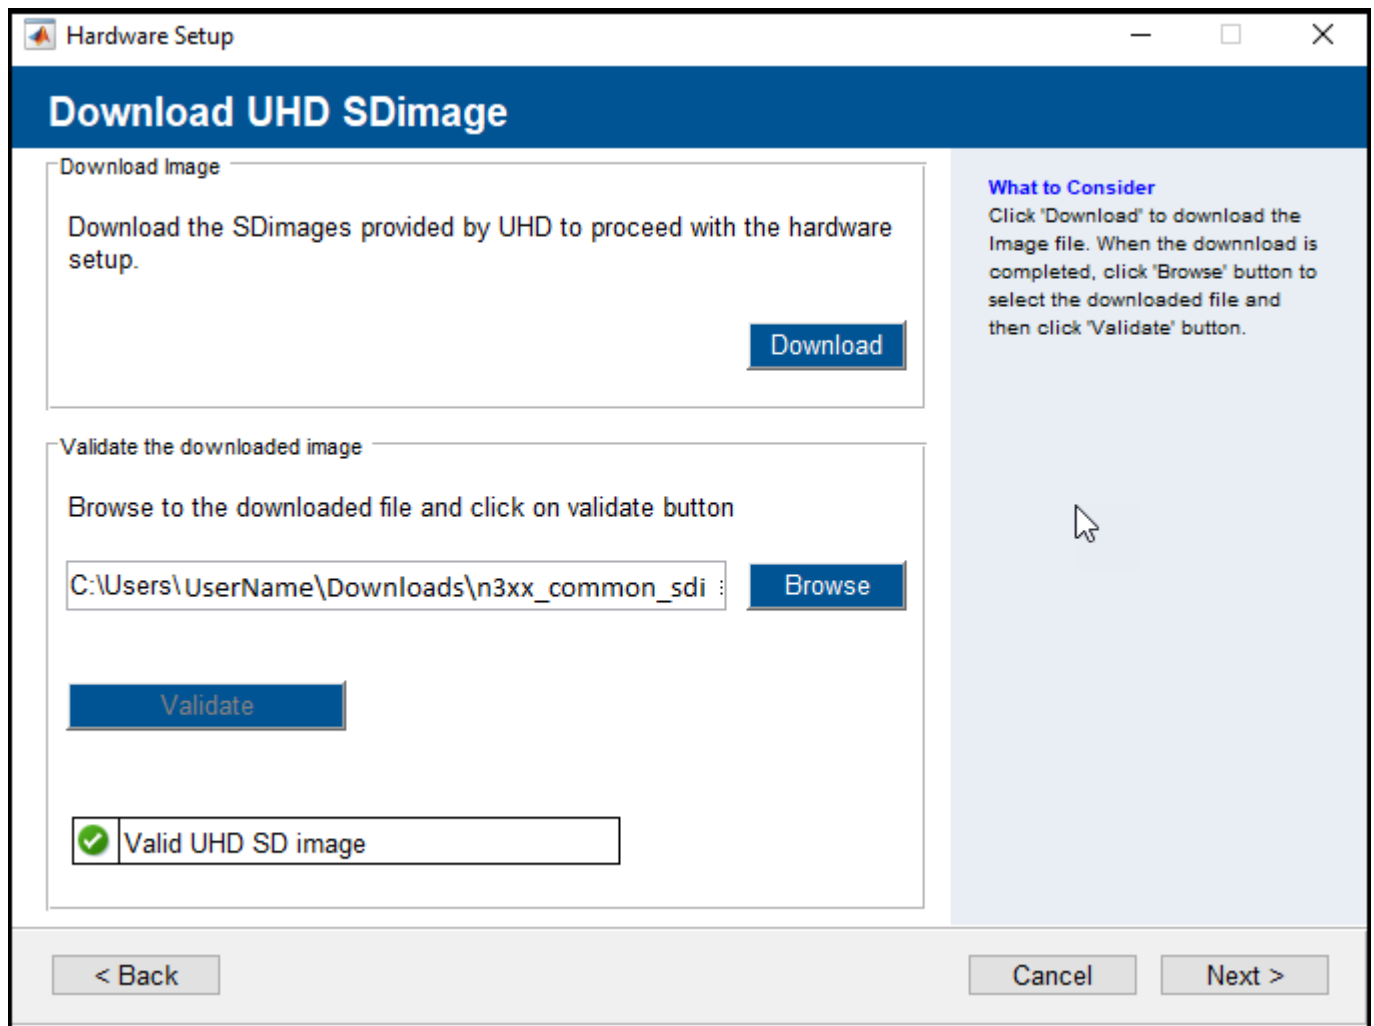 Hardware Setup
Download UHD SDimage
Download Image
Download the SDimages provided by UHD to proceed with the hardware
setup.
Download
Validate the downloaded image
Browse to the downloaded file and click on validate button
C:\Users\UserName\Downloads\n3xx_common_sdi
Browse
Validate
Valid UHD SD image
What to Consider
Click 'Download' to download the
Image file. When the downnload is
completed, click 'Browse' button to
select the downloaded file and
then click 'Validate' button.
< Back
Cancel
Next >